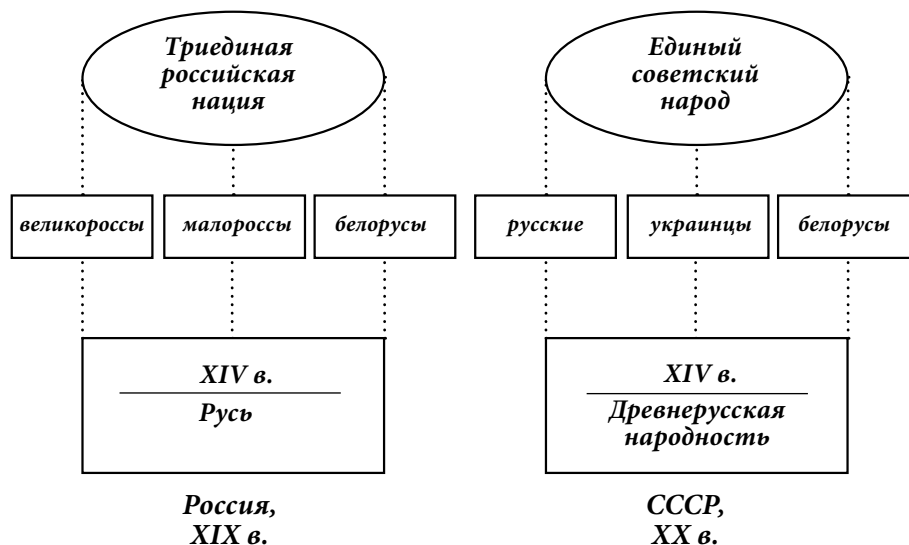 Триединая
российская
нация
великороссы
малороссы
белорусы
XIV в.
Русь
Россия,
XIX в.
Единый
советский
народ
русские
украинцы
белорусы
XIV в.
Древнерусская
народность
СССР,
XX в.